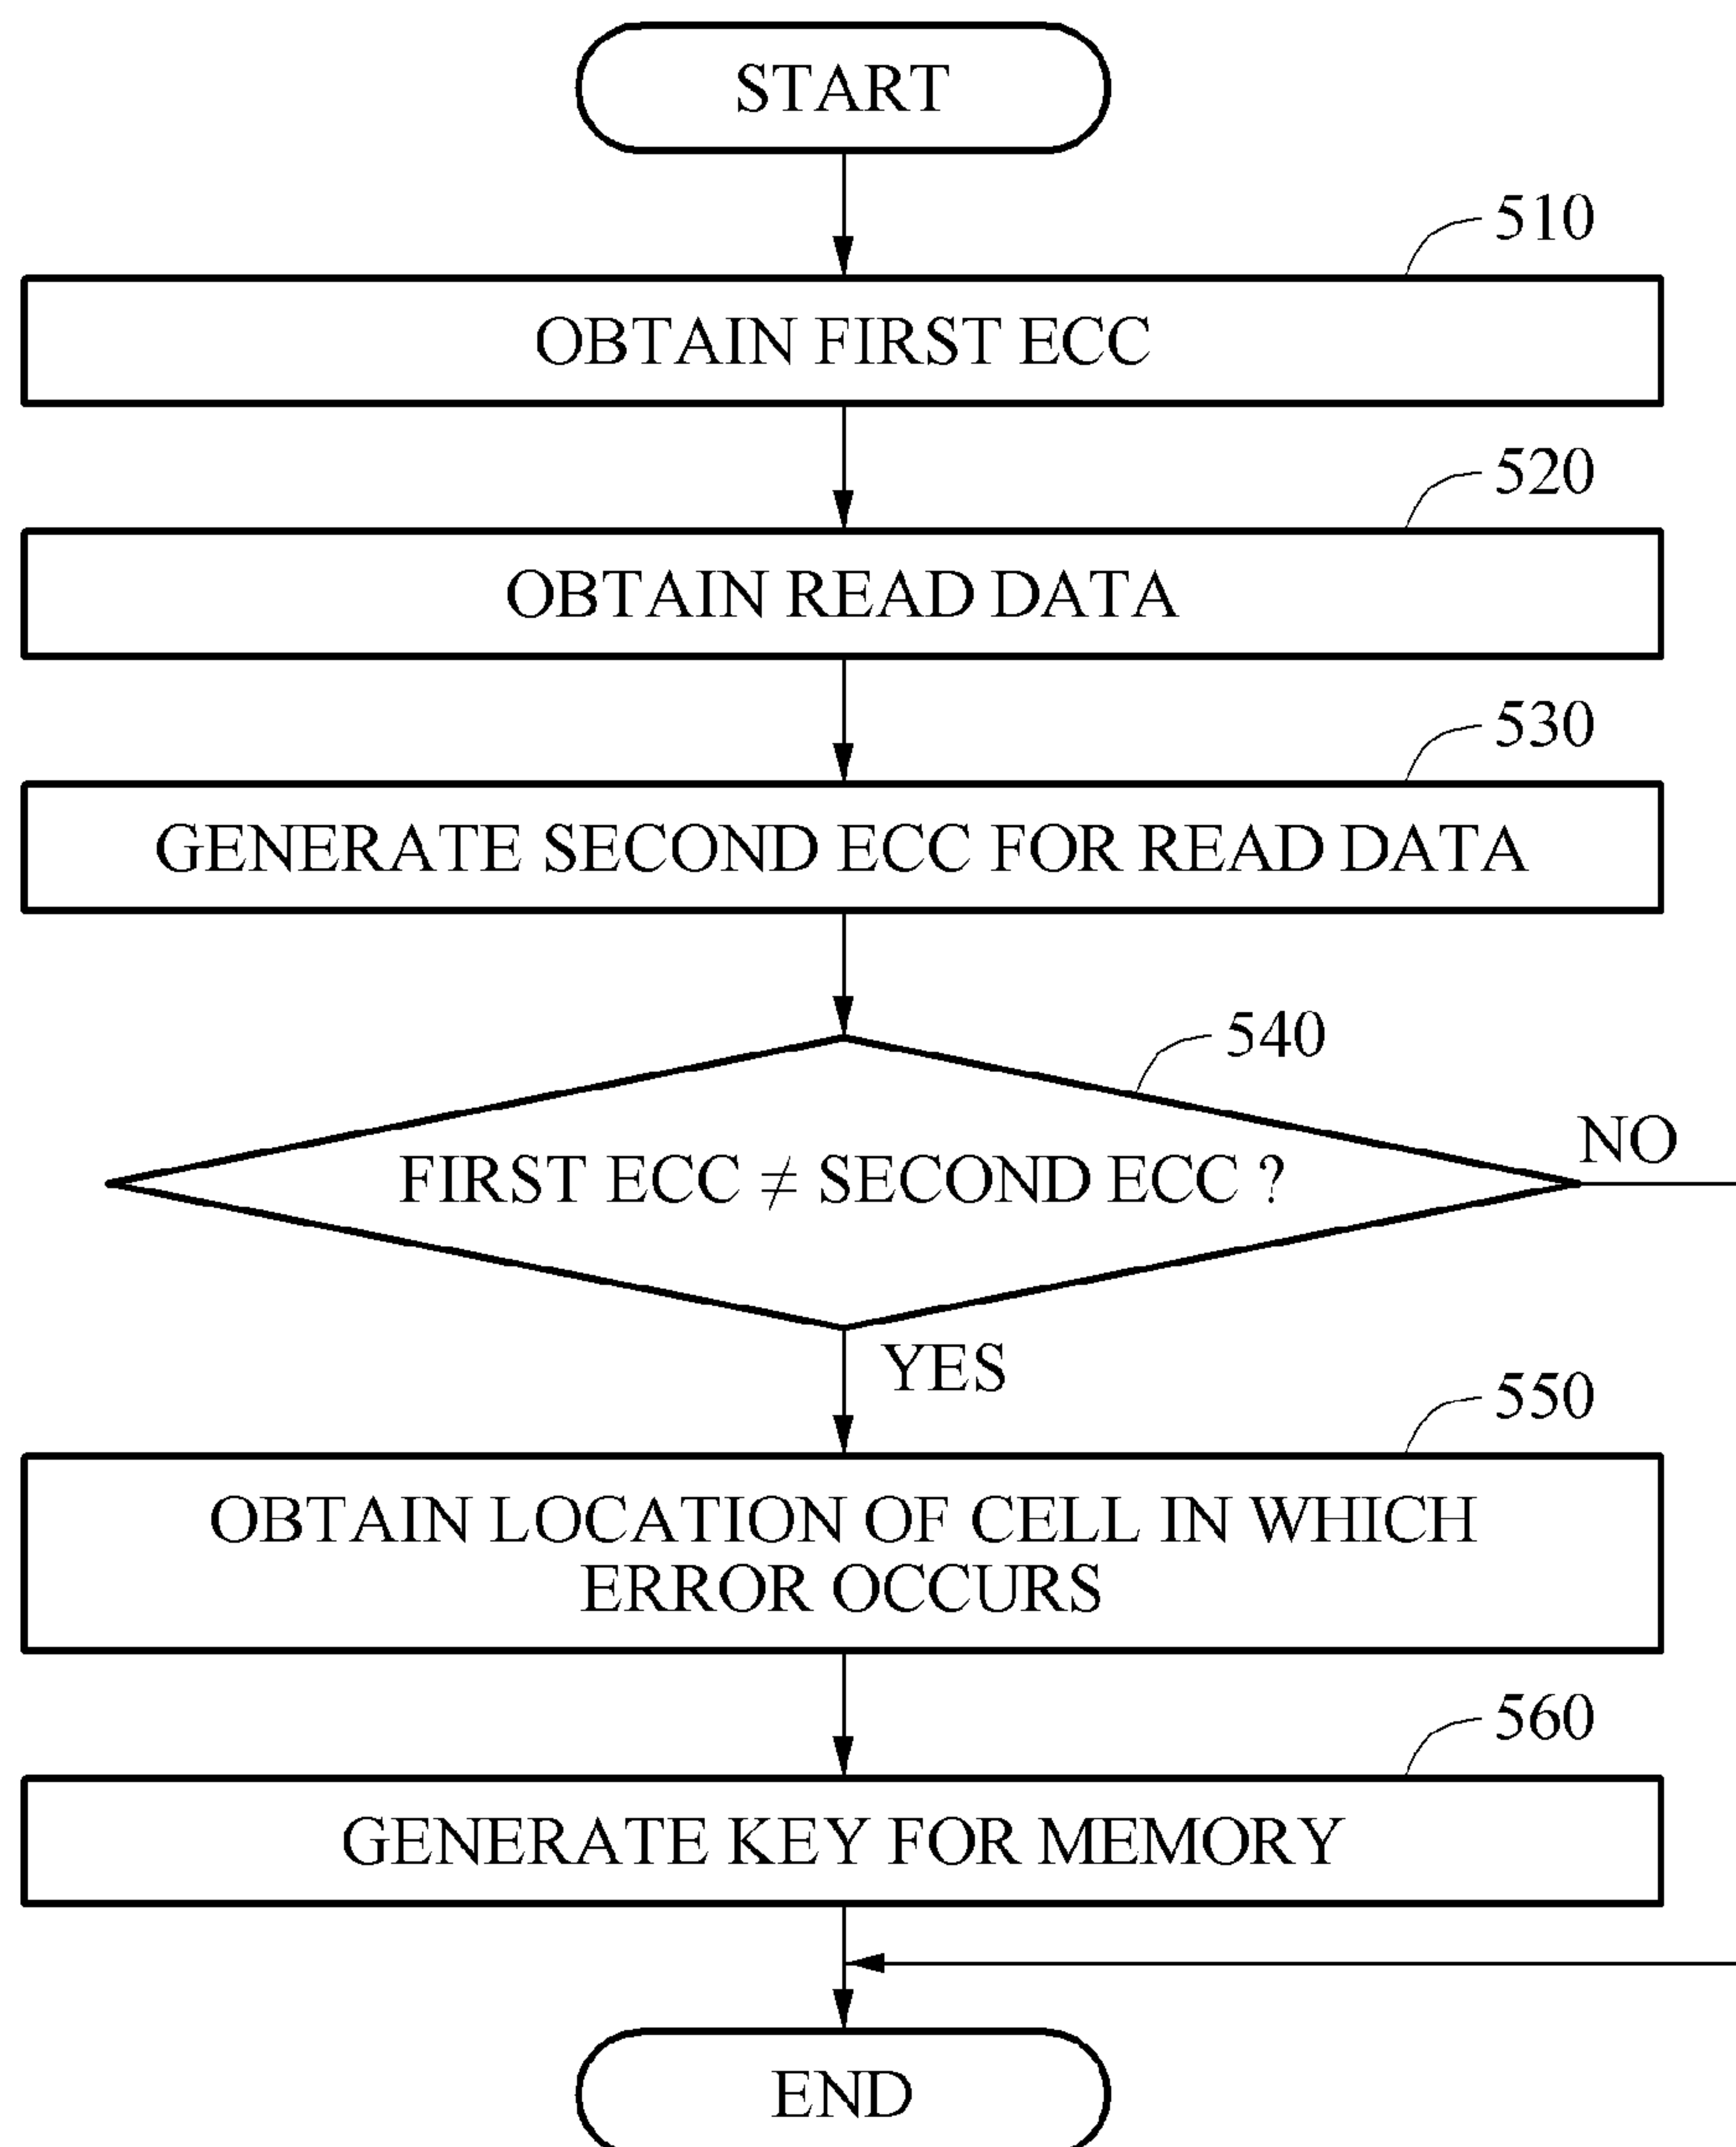 START
510
OBTAIN FIRST ECC
520
OBTAIN READ DATA
530
GENERATE SECOND ECC FOR READ DATA
540
FIRST ECC ≠ SECOND ECC ?
NO
YES
550
OBTAIN LOCATION OF CELL IN WHICH
ERROR OCCURS
560
GENERATE KEY FOR MEMORY
END